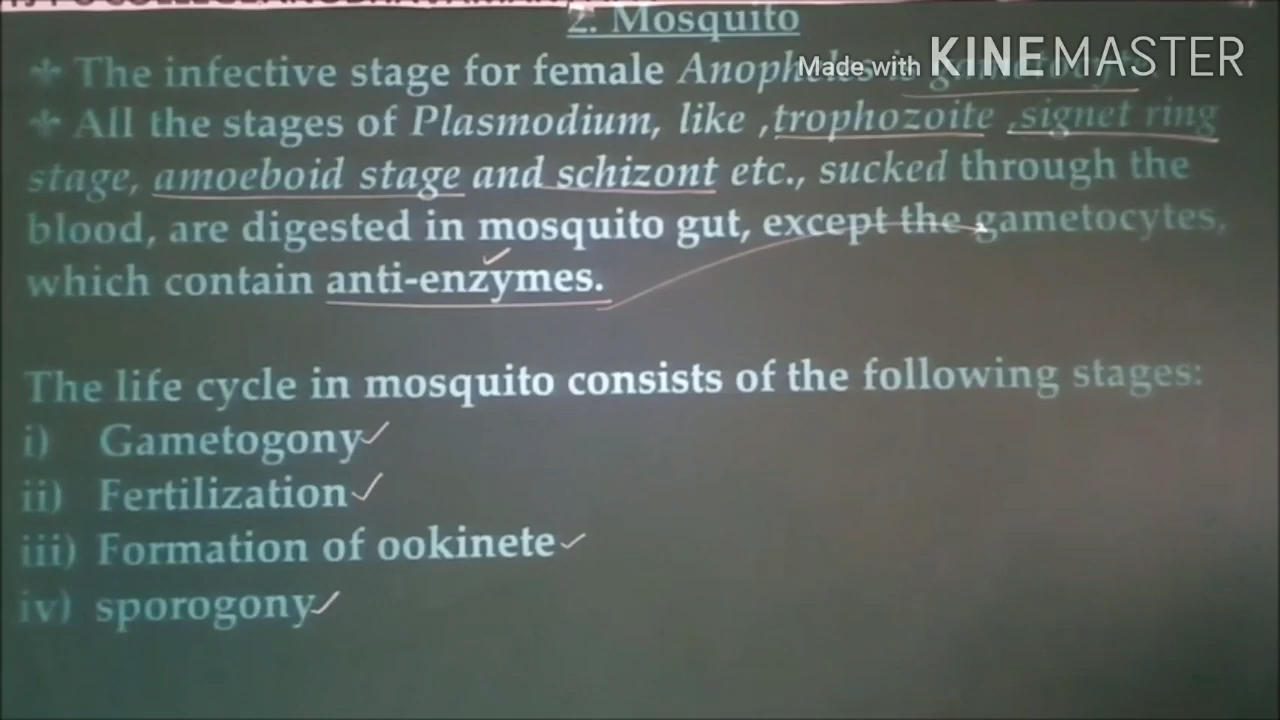 2. Mosquito
Made with KINEMASTER
The infective stage for female Anopheles is
All the stages of Plasmodium, like ,trophozoite ,signet ring
stage, amoeboid stage and schizont etc., sucked through the
blood, are digested in mosquito gut, except the gametocytes,
which contain anti-enzymes.
The life cycle in mosquito consists of the following stages:
i) Gametogony
ii) Fertilization
iii) Formation of ookinete
iv) sporogony